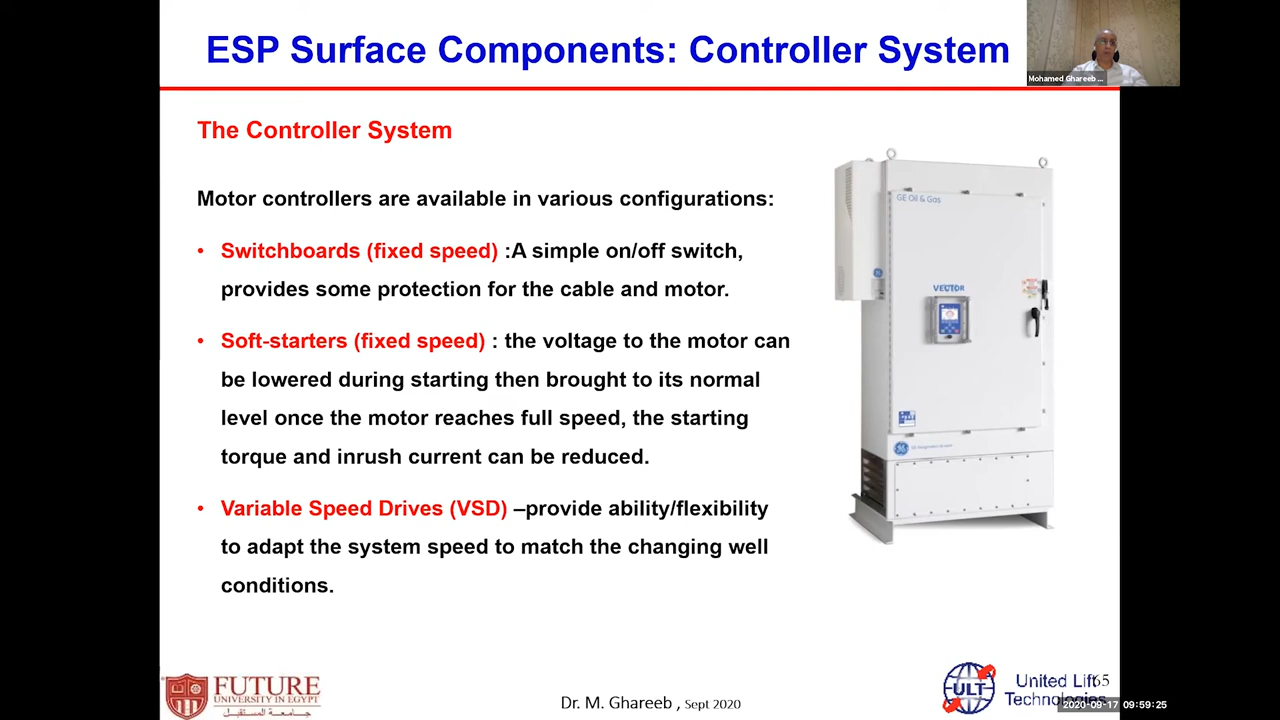 ESP Surface Components: Controller System
Mohamed Ghareeb ...
The Controller System
Motor controllers are available in various configurations:
• Switchboards (fixed speed) :A simple on/off switch,
provides some protection for the cable and motor.
• Soft-starters (fixed speed) : the voltage to the motor can
be lowered during starting then brought to its normal
level once the motor reaches full speed, the starting
torque and inrush current can be reduced.
• Variable Speed Drives (VSD) –provide ability/flexibility
to adapt the system speed to match the changing well
conditions.
GE Oil & Gas
VECTOR
FUTURE
UNIVERSITY IN EGYPT
جامعة المستقبل
Dr. M. Ghareeb , Sept 2020
ULT
United Lift
Technologies
65
2020-09-17 09:59:25